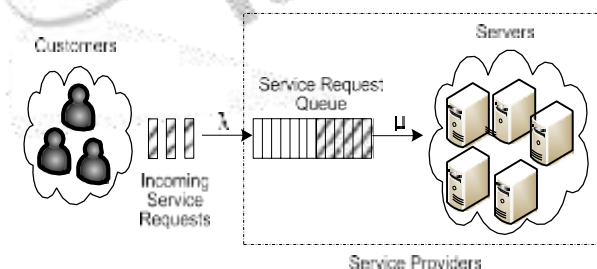 Customers
Servers
Service Request
Queue
λ
μ
Incoming
Service
Requests
Service Providers